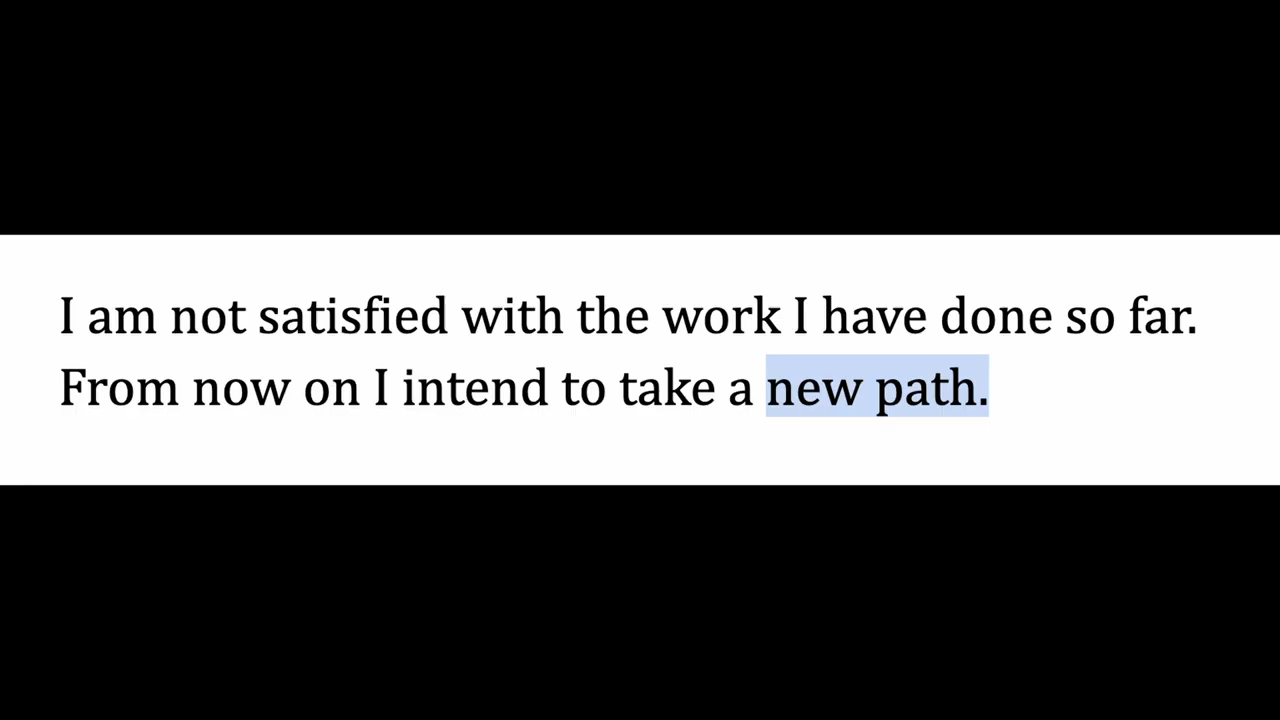 I am not satisfied with the work I have done so far.
From now on I intend to take a new path.